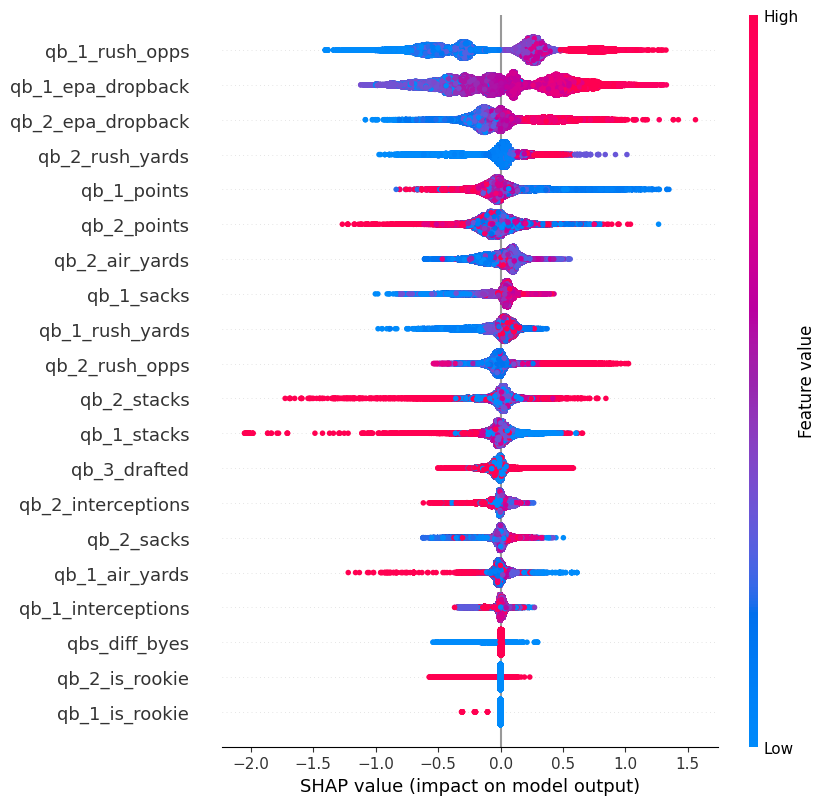 High
qb_1_rush_opps
qb_1_epa_dropback
qb_2_epa_dropback
qb_2_rush_yards
qb_1_points
qb_2_points
qb_2_air_yards
qb_1_sacks
qb_1_rush_yards
qb_2_rush_opps
qb_2_stacks
qb_1_stacks
qb_3_drafted
qb_2_interceptions
qb_2_sacks
qb_1_air_yards
qb_1_interceptions
qbs_diff_byes
qb_2_is_rookie
qb_1_is_rookie
Feature value
Low
−2.0 −1.5 −1.0 −0.5 0.0 0.5 1.0 1.5
SHAP value (impact on model output)